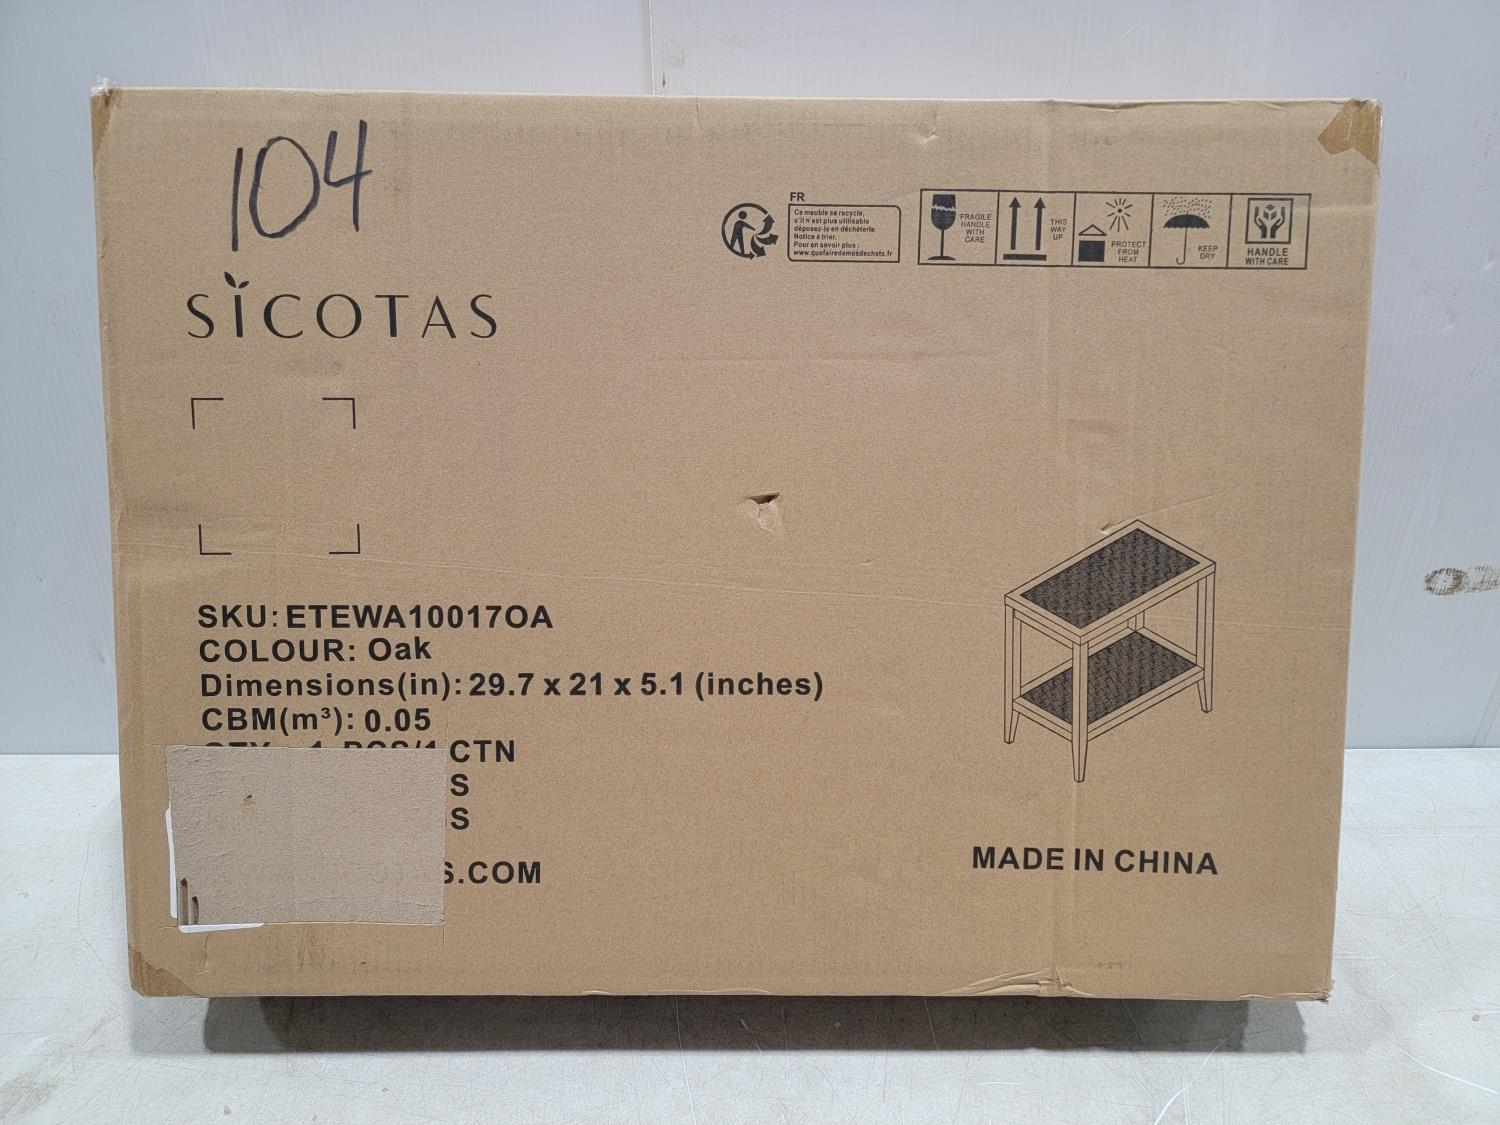 104
SICOTAS
FR
Ce meuble se recycle,
s'il n'est plus utilisable
déposez-le en déchèterie.
Notice à trier.
Pour en savoir plus :
www.quefairedemesdechets.fr
FRAGILE
HANDLE
WITH
CARE
THIS
WAY
UP
PROTECT
FROM
HEAT
KEEP
DRY
HANDLE
WITH CARE
SKU: ETEWA10017OA
COLOUR: Oak
Dimensions(in): 29.7 x 21 x 5.1 (inches)
CBM(m³): 0.05
CTN
S
S
S.COM
MADE IN CHINA